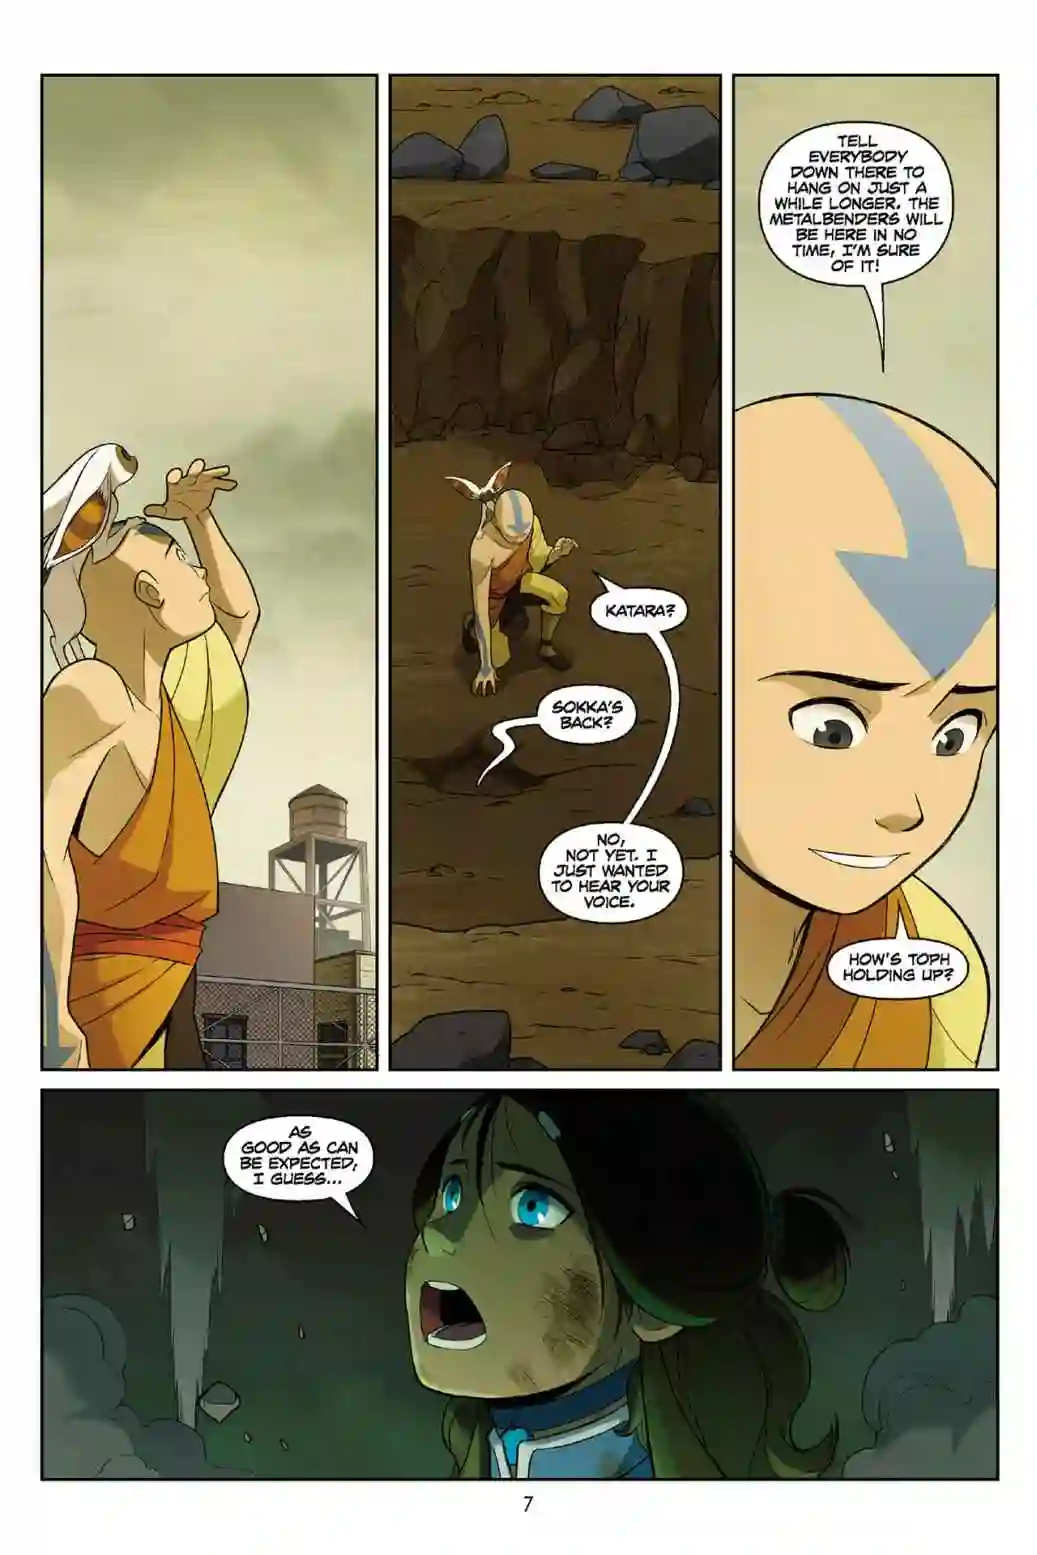 KATARA?
SOKKA'S
BACK?
NO,
NOT YET. I
JUST WANTED
TO HEAR YOUR
VOICE.
TELL
EVERYBODY
DOWN THERE TO
HANG ON JUST A
WHILE LONGER. THE
METALBENDERS WILL
BE HERE IN NO
TIME, I'M SURE
OF IT!
HOW'S TOPH
HOLDING UP?
AS
GOOD AS CAN
BE EXPECTED,
I GUESS...
7